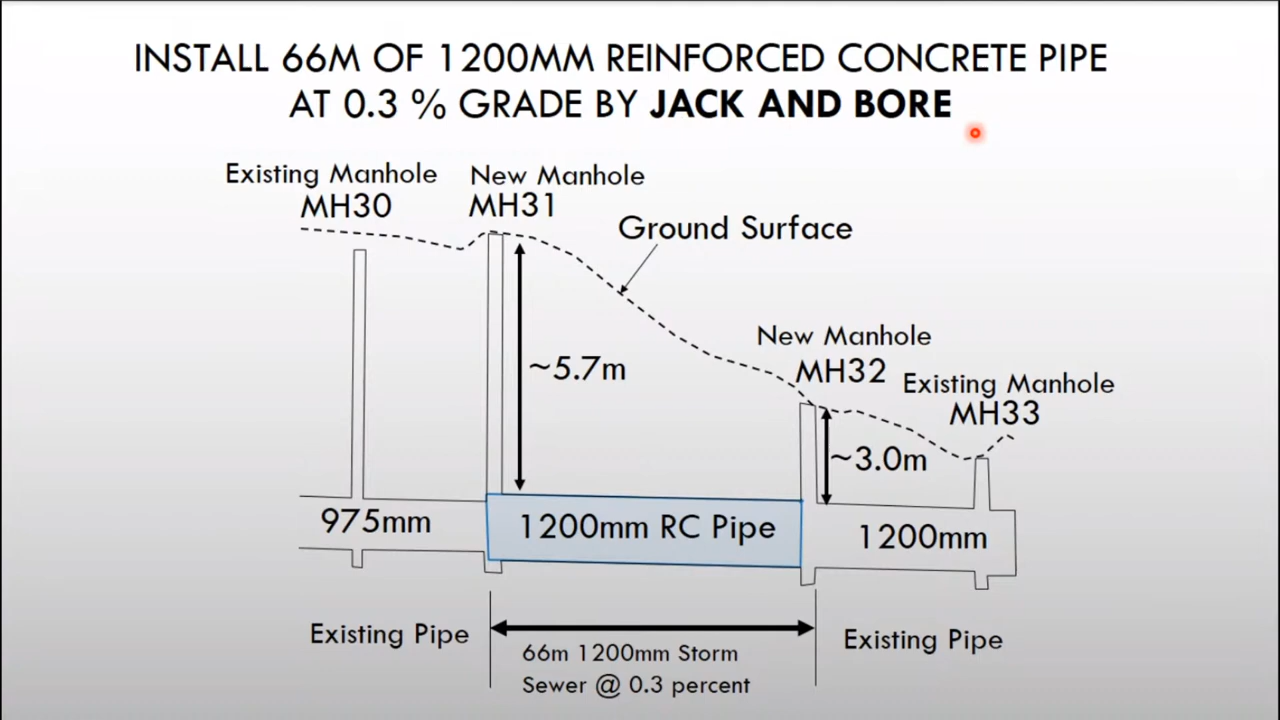 INSTALL 66M OF 1200MM REINFORCED CONCRETE PIPE
AT 0.3 % GRADE BY JACK AND BORE
Existing Manhole
MH30
New Manhole
MH31
Ground Surface
~5.7m
New Manhole
MH32
Existing Manhole
MH33
~3.0m
975mm
1200mm RC Pipe
1200mm
Existing Pipe
66m 1200mm Storm
Sewer @ 0.3 percent
Existing Pipe